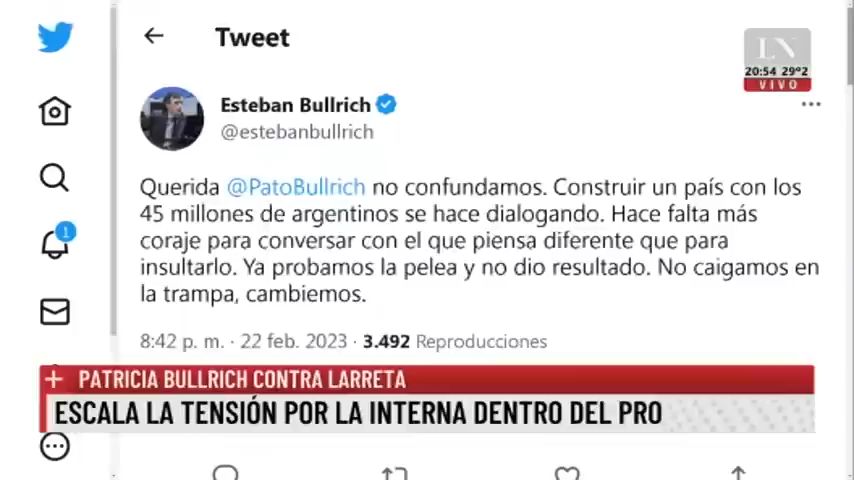 Tweet
LN
20:54 29º2
VIVO
Esteban Bullrich
@estebanbullrich
Querida @PatoBullrich no confundamos. Construir un país con los
45 millones de argentinos se hace dialogando. Hace falta más
coraje para conversar con el que piensa diferente que para
insultarlo. Ya probamos la pelea y no dio resultado. No caigamos en
la trampa, cambiemos.
1
8:42 p. m. · 22 feb. 2023 · 3.492 Reproducciones
+ PATRICIA BULLRICH CONTRA LARRETA
ESCALA LA TENSIÓN POR LA INTERNA DENTRO DEL PRO